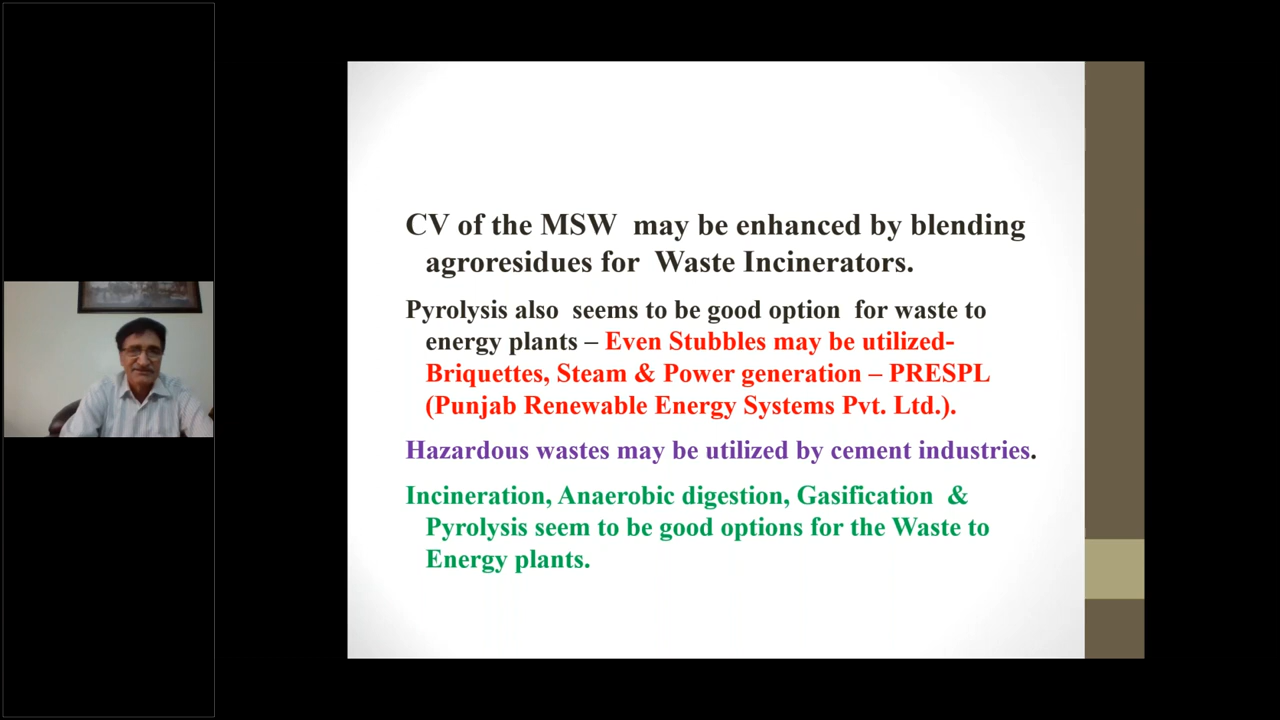 CV of the MSW may be enhanced by blending
agroresidues for Waste Incinerators.
Pyrolysis also seems to be good option for waste to
energy plants – Even Stubbles may be utilized-
Briquettes, Steam & Power generation – PRESPL
(Punjab Renewable Energy Systems Pvt. Ltd.).
Hazardous wastes may be utilized by cement industries.
Incineration, Anaerobic digestion, Gasification &
Pyrolysis seem to be good options for the Waste to
Energy plants.